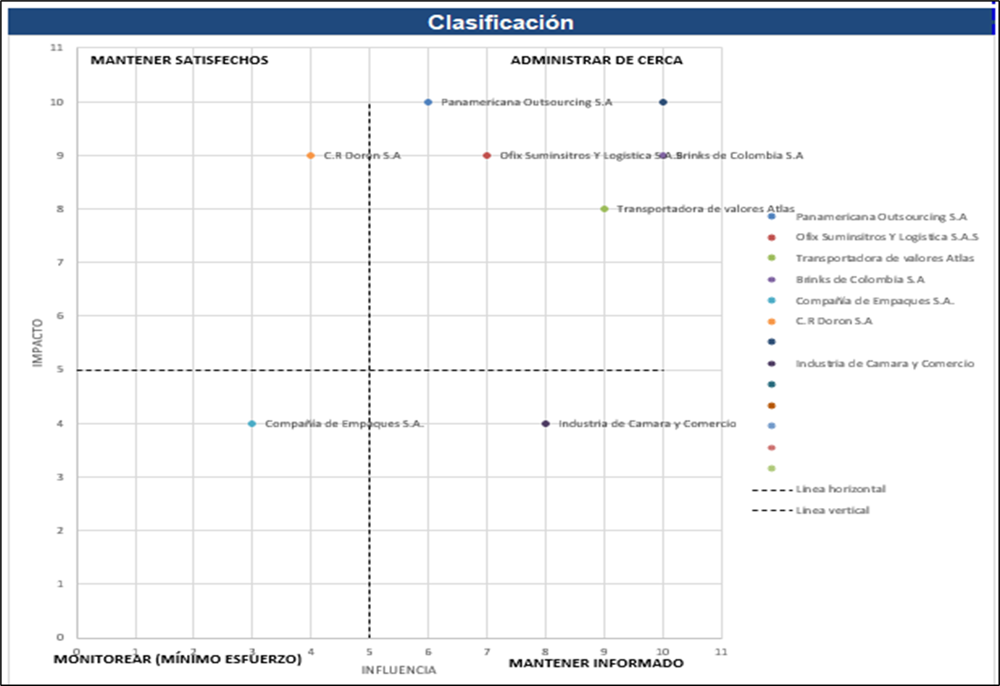 Clasificación
11
MANTENER SATISFECHOS
ADMINISTRAR DE CERCA
10
Panamericana Outsourcing S.A
9
C.R Doron S.A
Ofix Suminsitros Y Logistica S.A.S
Brinks de Colombia S.A
8
Transportadora de valores Atlas
7
6
5
4
Compañía de Empaques S.A.
Industria de Camara y Comercio
3
2
1
0
IMPACTO
0 1 2 3 4 5 6 7 8 9 10 11
MONITOREAR (MÍNIMO ESFUERZO)
INFLUENCIA
MANTENER INFORMADO
Panamericana Outsourcing S.A
Ofix Suminsitros Y Logistica S.A.S
Transportadora de valores Atlas
Brinks de Colombia S.A
Compañía de Empaques S.A.
C.R Doron S.A
Industria de Camara y Comercio
Linea horizontal
Linea vertical